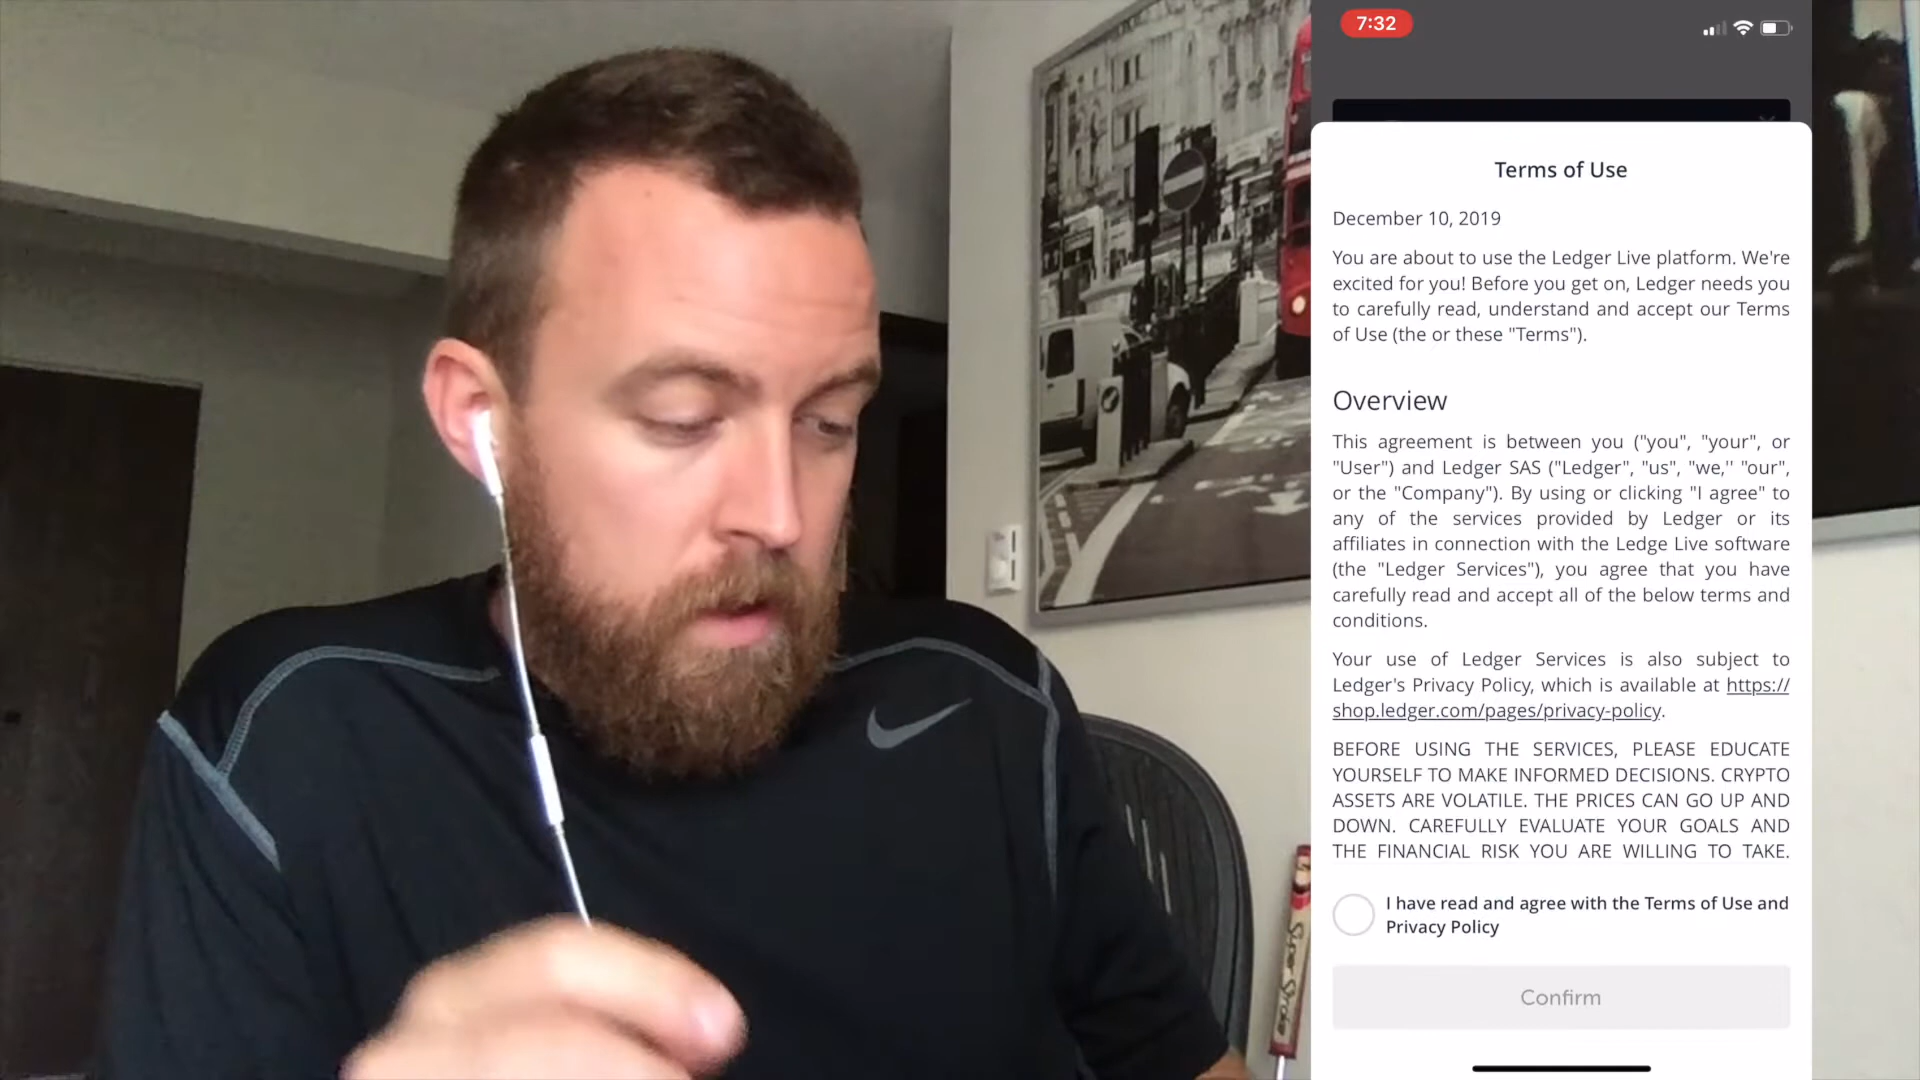 7:32
Terms of Use
December 10, 2019
You are about to use the Ledger Live platform. We're
excited for you! Before you get on, Ledger needs you
to carefully read, understand and accept our Terms
of Use (the or these "Terms").
Overview
This agreement is between you ("you", "your", or
"User") and Ledger SAS ("Ledger", "us", "we,'' "our",
or the "Company"). By using or clicking "I agree" to
any of the services provided by Ledger or its
affiliates in connection with the Ledge Live software
(the "Ledger Services"), you agree that you have
carefully read and accept all of the below terms and
conditions.
Your use of Ledger Services is also subject to
Ledger's Privacy Policy, which is available at https://
shop.ledger.com/pages/privacy-policy.
BEFORE USING THE SERVICES, PLEASE EDUCATE
YOURSELF TO MAKE INFORMED DECISIONS. CRYPTO
ASSETS ARE VOLATILE. THE PRICES CAN GO UP AND
DOWN. CAREFULLY EVALUATE YOUR GOALS AND
THE FINANCIAL RISK YOU ARE WILLING TO TAKE.
I have read and agree with the Terms of Use and
Privacy Policy
Confirm
Super Stroke